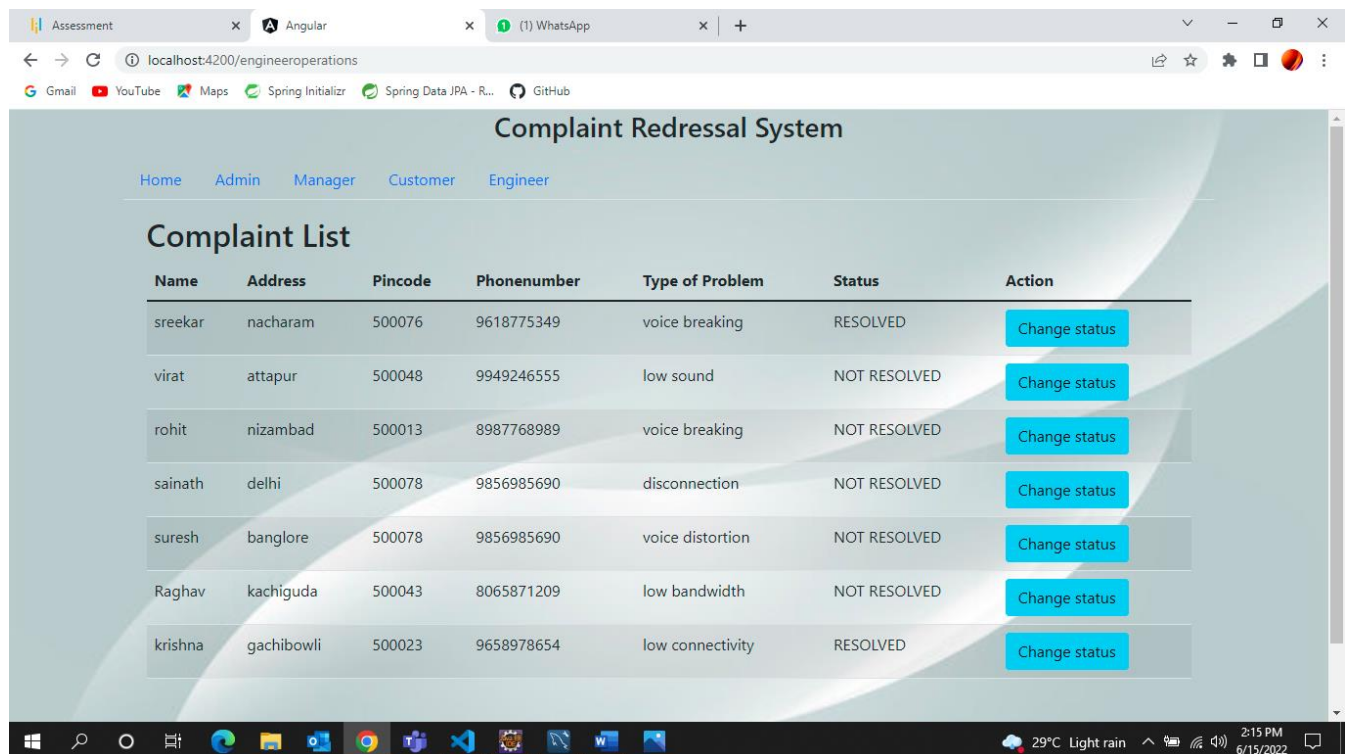 Assessment
Angular
(1) WhatsApp
localhost:4200/engineeroperations
Gmail YouTube Maps Spring Initializr Spring Data JPA - R... GitHub
Complaint Redressal System
Home Admin Manager Customer Engineer
Complaint List
Name Address Pincode Phonenumber Type of Problem Status Action
sreekar nacharam 500076 9618775349 voice breaking RESOLVED Change status
virat attapur 500048 9949246555 low sound NOT RESOLVED Change status
rohit nizambad 500013 8987768989 voice breaking NOT RESOLVED Change status
sainath delhi 500078 9856985690 disconnection NOT RESOLVED Change status
suresh banglore 500078 9856985690 voice distortion NOT RESOLVED Change status
Raghav kachiguda 500043 8065871209 low bandwidth NOT RESOLVED Change status
krishna gachibowli 500023 9658978654 low connectivity RESOLVED Change status
29°C Light rain
2:15 PM
6/15/2022